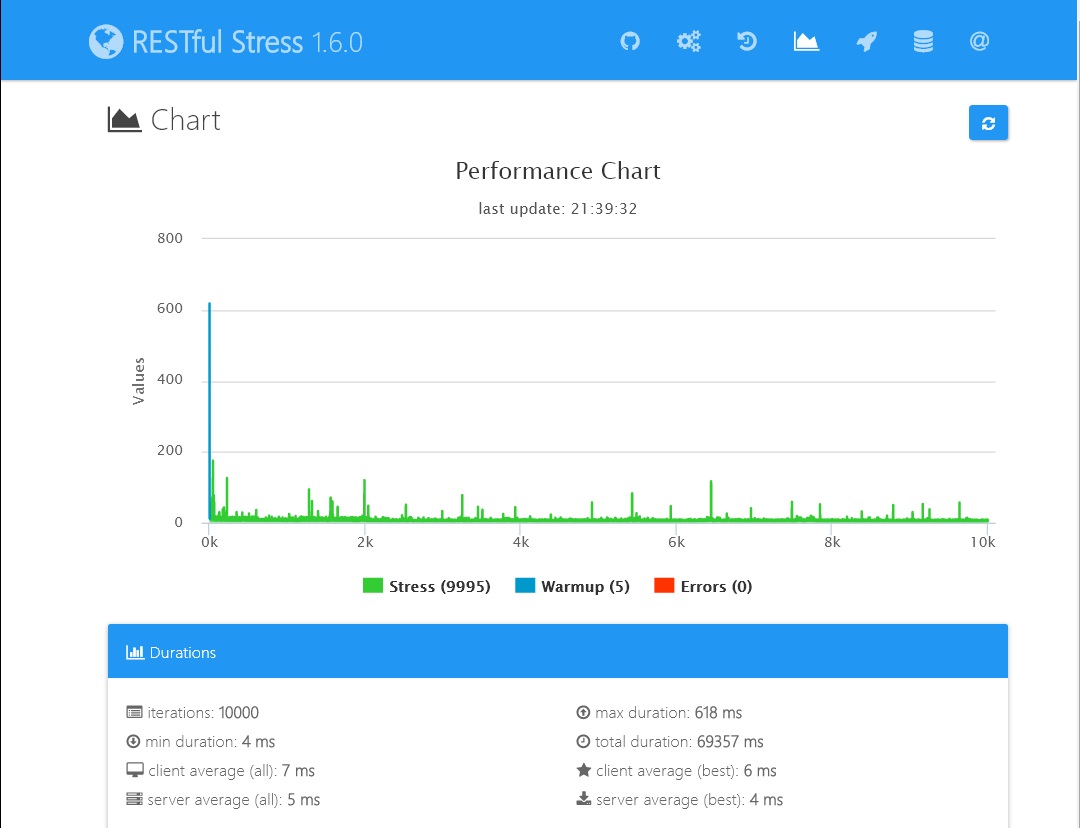 RESTful Stress 1.6.0
Chart
Performance Chart
last update: 21:39:32
800
600
400
200
0
Values
0k 2k 4k 6k 8k 10k
Stress (9995) Warmup (5) Errors (0)
Durations
iterations: 10000 max duration: 618 ms
min duration: 4 ms total duration: 69357 ms
client average (all): 7 ms client average (best): 6 ms
server average (all): 5 ms server average (best): 4 ms